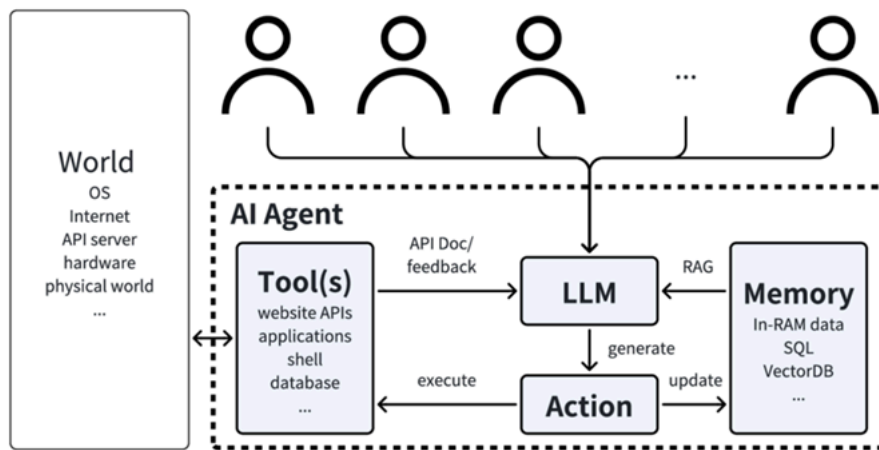 ...
World
OS
Internet
API server
hardware
physical world
...
AI Agent
Tool(s)
website APIs
applications
shell
database
...
API Doc/
feedback
LLM
RAG
Memory
In-RAM data
SQL
VectorDB
...
generate
execute
Action
update